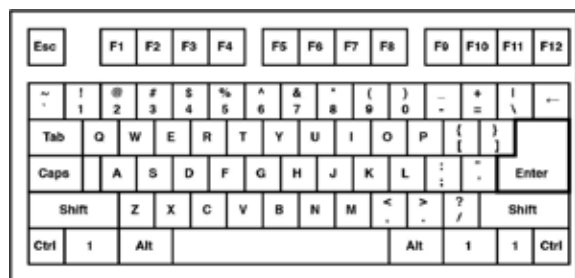 Esc F1 F2 F3 F4 F5 F6 F7 F8 F9 F10 F11 F12
~ ! @ # $ % ^ & * ( ) _ + |
` 1 2 3 4 5 6 7 8 9 0 - = \ ←
Tab Q W E R T Y U I O P { }
[ ]
Caps A S D F G H J K L : "
; ' Enter
Shift Z X C V B N M < > ? Shift
, . /
Ctrl 1 Alt Alt 1 1 Ctrl